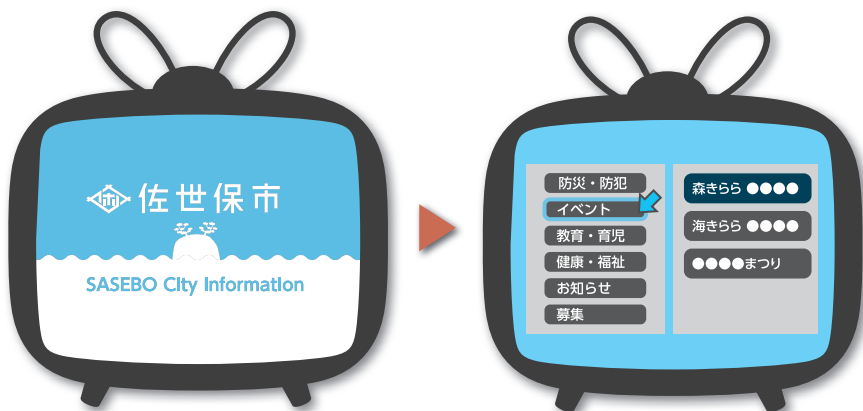 佐世保市
SASEBO City Information
防災・防犯
イベント
教育・育児
健康・福祉
お知らせ
募集
森きらら ●●●●
海きらら ●●●●
●●●●まつり